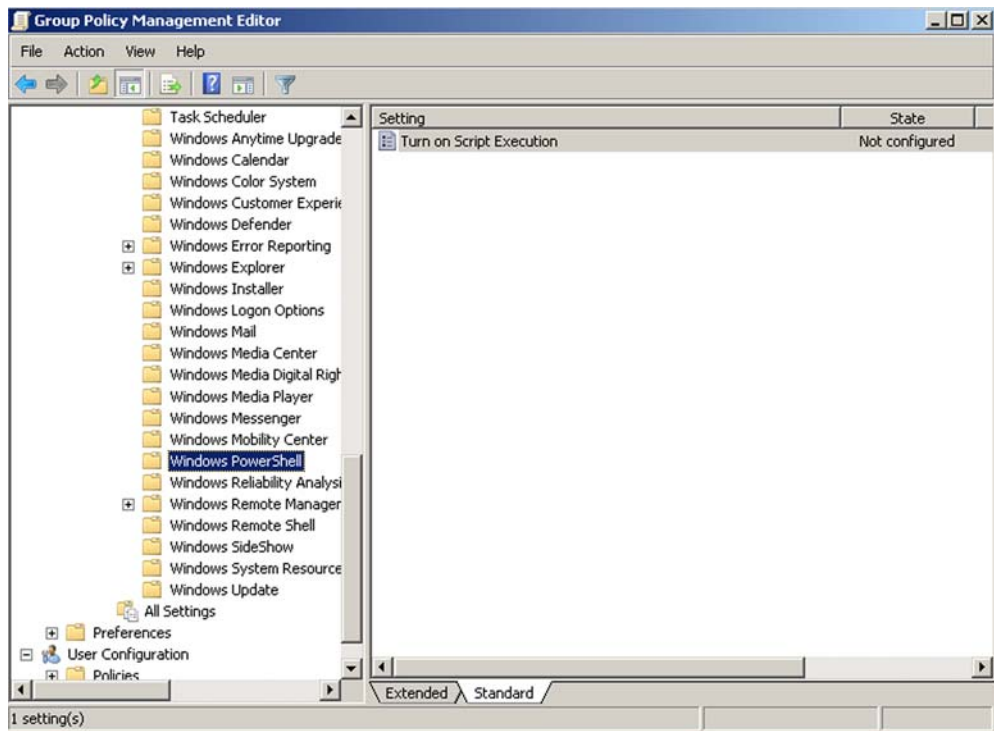 Group Policy Management Editor
File Action View Help
Task Scheduler
Windows Anytime Upgrade
Windows Calendar
Windows Color System
Windows Customer Experie
Windows Defender
Windows Error Reporting
Windows Explorer
Windows Installer
Windows Logon Options
Windows Mail
Windows Media Center
Windows Media Digital Righ
Windows Media Player
Windows Messenger
Windows Mobility Center
Windows PowerShell
Windows Reliability Analysi
Windows Remote Manager
Windows Remote Shell
Windows SideShow
Windows System Resource
Windows Update
All Settings
Preferences
User Configuration
Policies
Setting State
Turn on Script Execution Not configured
Extended Standard
1 setting(s)